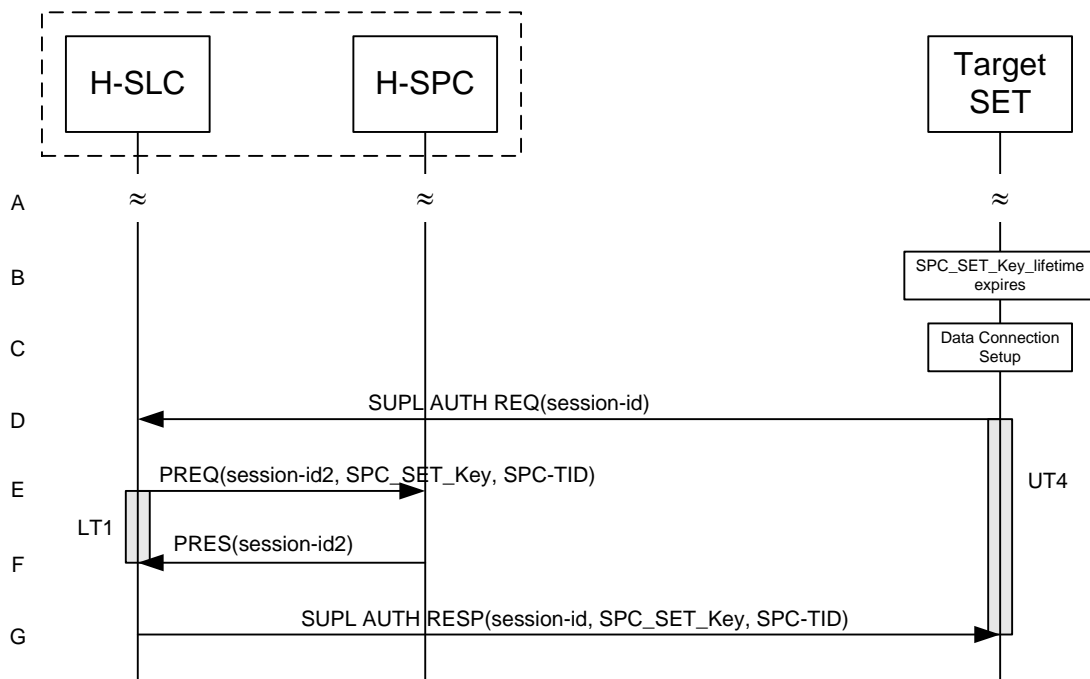 H-SLC
H-SPC
Target
SET
A
≈
≈
≈
B
SPC_SET_Key_lifetime
expires
C
Data Connection
Setup
D
SUPL AUTH REQ(session-id)
E
PREQ(session-id2, SPC_SET_Key, SPC-TID)
UT4
LT1
PRES(session-id2)
F
SUPL AUTH RESP(session-id, SPC_SET_Key, SPC-TID)
G